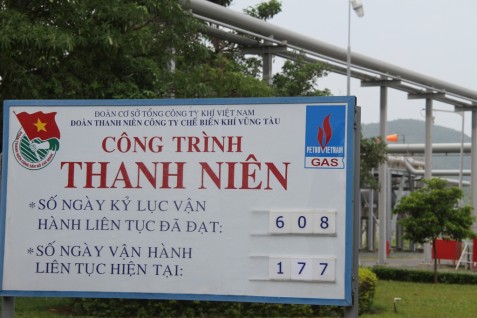 ĐOÀN CƠ SỞ TỔNG CÔNG TY KHÍ VIỆT NAM
ĐOÀN THANH NIÊN CÔNG TY CHẾ BIẾN KHÍ VŨNG TÀU
CÔNG TRÌNH
THANH NIÊN
PETROVIETNAM
GAS
*SỐ NGÀY KỶ LỤC VẬN
HÀNH LIÊN TỤC ĐÃ ĐẠT:
608
*SỐ NGÀY VẬN HÀNH
LIÊN TỤC HIỆN TẠI:
177